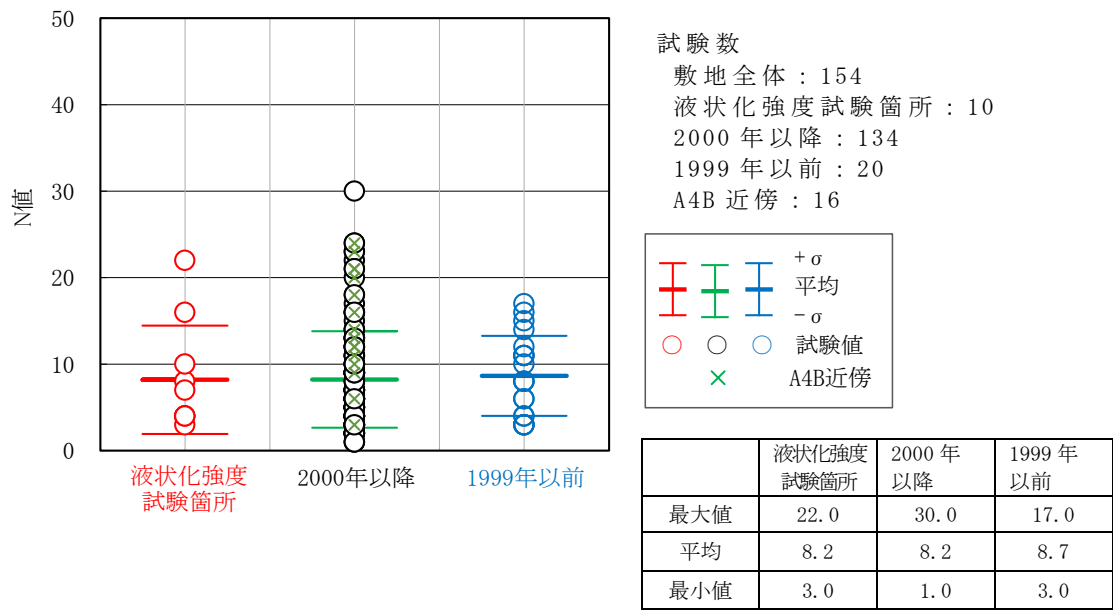 50
40
30
20
10
0
N値
液状化強度
試験箇所
2000年以降
1999年以前
試験数
敷地全体：154
液状化強度試験箇所：10
2000年以降：134
1999年以前：20
A4B近傍：16
+σ
平均
-σ
試験値
A4B近傍
液状化強度 2000年 1999年
試験箇所 以降 以前
最大値 22.0 30.0 17.0
平均 8.2 8.2 8.7
最小値 3.0 1.0 3.0